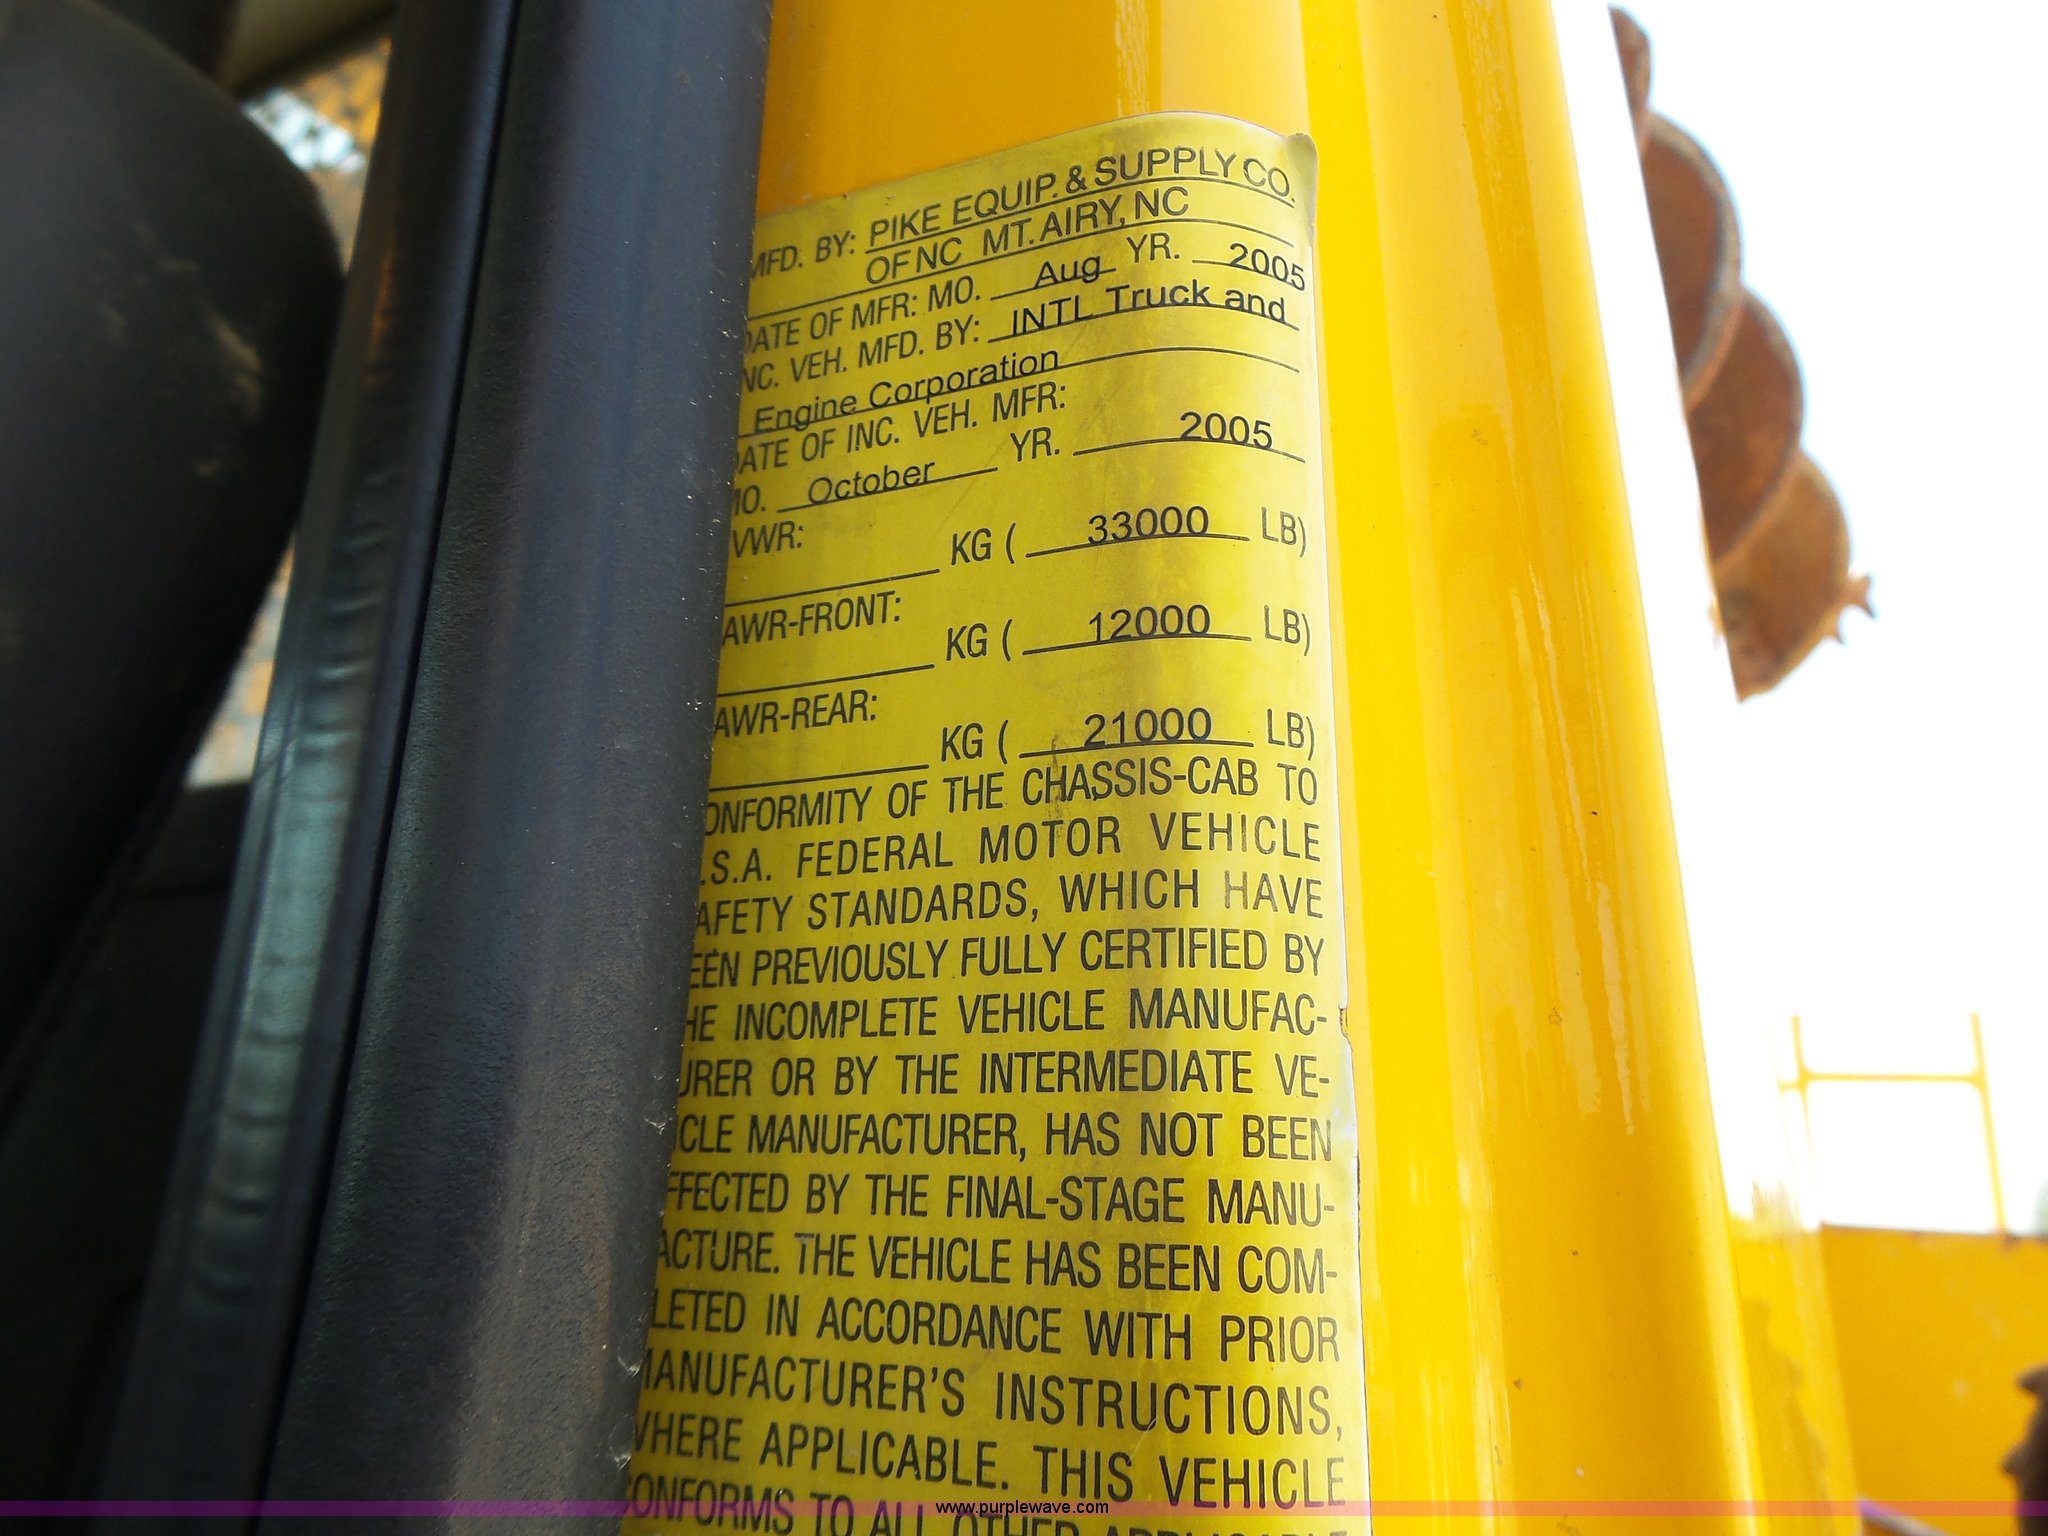 MFD. BY: PIKE EQUIP. & SUPPLY CO.
OF NC MT. AIRY, NC
DATE OF MFR: MO. Aug YR. 2005
INC. VEH. MFD. BY: INTL Truck and
Engine Corporation
DATE OF INC. VEH. MFR:
MO. October YR. 2005
VWR: KG ( 33000 LB)
AWR-FRONT: KG ( 12000 LB)
AWR-REAR: KG ( 21000 LB)
ONFORMITY OF THE CHASSIS-CAB TO
.S.A. FEDERAL MOTOR VEHICLE
AFETY STANDARDS, WHICH HAVE
EEN PREVIOUSLY FULLY CERTIFIED BY
HE INCOMPLETE VEHICLE MANUFAC-
URER OR BY THE INTERMEDIATE VE-
ICLE MANUFACTURER, HAS NOT BEEN
FFECTED BY THE FINAL-STAGE MANU-
ACTURE. THE VEHICLE HAS BEEN COM-
LETED IN ACCORDANCE WITH PRIOR
MANUFACTURER'S INSTRUCTIONS,
WHERE APPLICABLE. THIS VEHICLE
CONFORMS TO ALL OTHER APPLICABLE
www.purplewave.com